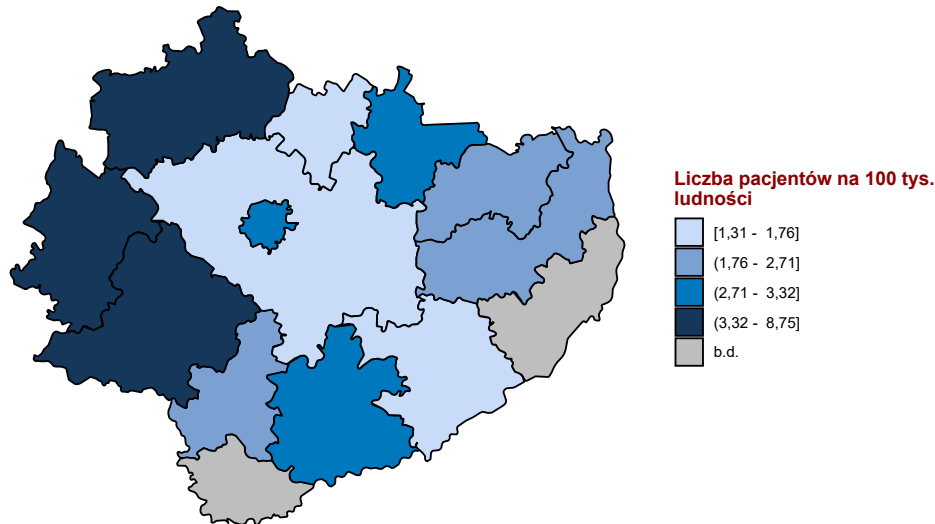 Liczba pacjentów na 100 tys.
ludności
[1,31 - 1,76]
(1,76 - 2,71]
(2,71 - 3,32]
(3,32 - 8,75]
b.d.